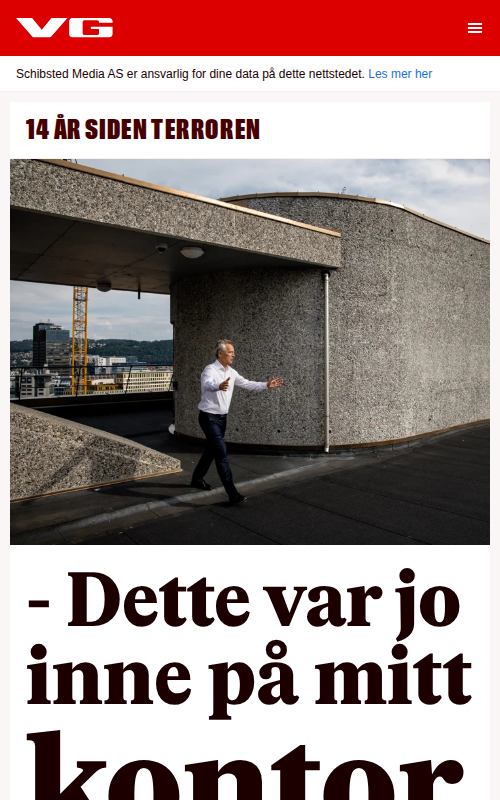 VG
Schibsted Media AS er ansvarlig for dine data på dette nettstedet. Les mer her
14 ÅR SIDEN TERROREN
- Dette var jo
inne på mitt
kontor